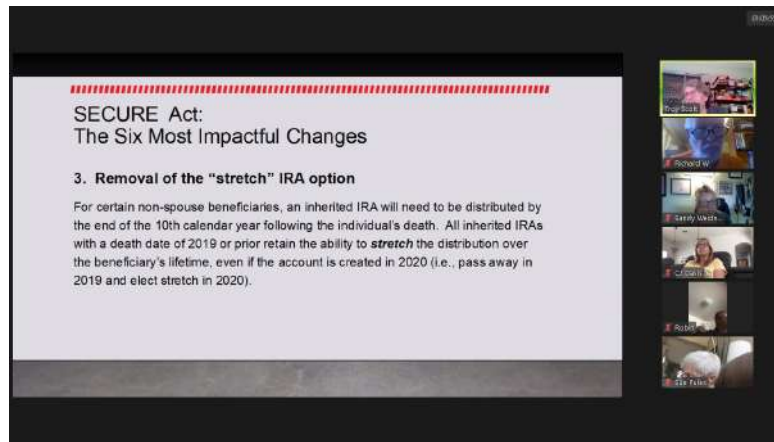 SECURE Act:
The Six Most Impactful Changes
3. Removal of the "stretch" IRA option
For certain non-spouse beneficiaries, an inherited IRA will need to be distributed by
the end of the 10th calendar year following the individual's death. All inherited IRAs
with a death date of 2019 or prior retain the ability to stretch the distribution over
the beneficiary's lifetime, even if the account is created in 2020 (i.e., pass away in
2019 and elect stretch in 2020).
Richard W